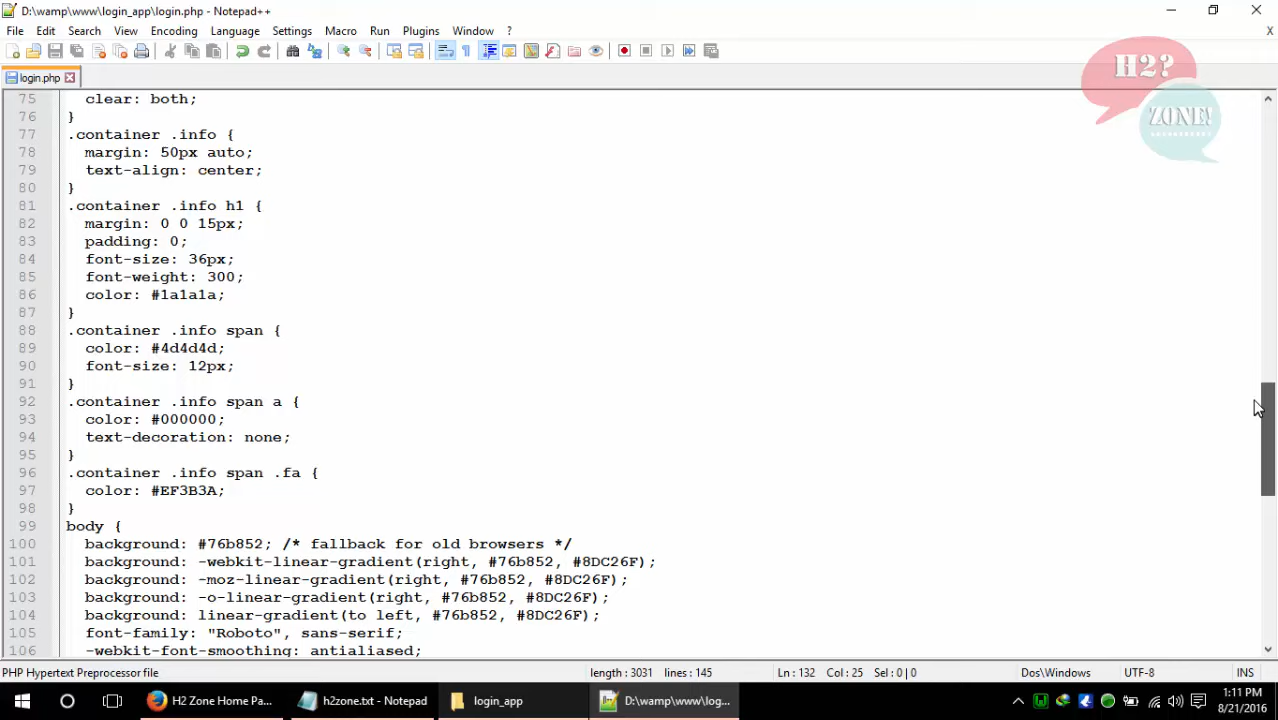 D:\wamp\www\login_app\login.php - Notepad++
File Edit Search View Encoding Language Settings Macro Run Plugins Window ? X
H2?
ZONE!
login.php
75 clear: both;
76 }
77 .container .info {
78 margin: 50px auto;
79 text-align: center;
80 }
81 .container .info h1 {
82 margin: 0 0 15px;
83 padding: 0;
84 font-size: 36px;
85 font-weight: 300;
86 color: #1a1a1a;
87 }
88 .container .info span {
89 color: #4d4d4d;
90 font-size: 12px;
91 }
92 .container .info span a {
93 color: #000000;
94 text-decoration: none;
95 }
96 .container .info span .fa {
97 color: #EF3B3A;
98 }
99 body {
100 background: #76b852; /* fallback for old browsers */
101 background: -webkit-linear-gradient(right, #76b852, #8DC26F);
102 background: -moz-linear-gradient(right, #76b852, #8DC26F);
103 background: -o-linear-gradient(right, #76b852, #8DC26F);
104 background: linear-gradient(to left, #76b852, #8DC26F);
105 font-family: "Roboto", sans-serif;
106 -webkit-font-smoothing: antialiased;
PHP Hypertext Preprocessor file length : 3031 lines : 145 Ln : 132 Col : 25 Sel : 0 | 0 Dos\Windows UTF-8 INS
H2 Zone Home Pa... h2zone.txt - Notepad login_app D:\wamp\www\log... 1:11 PM
8/21/2016